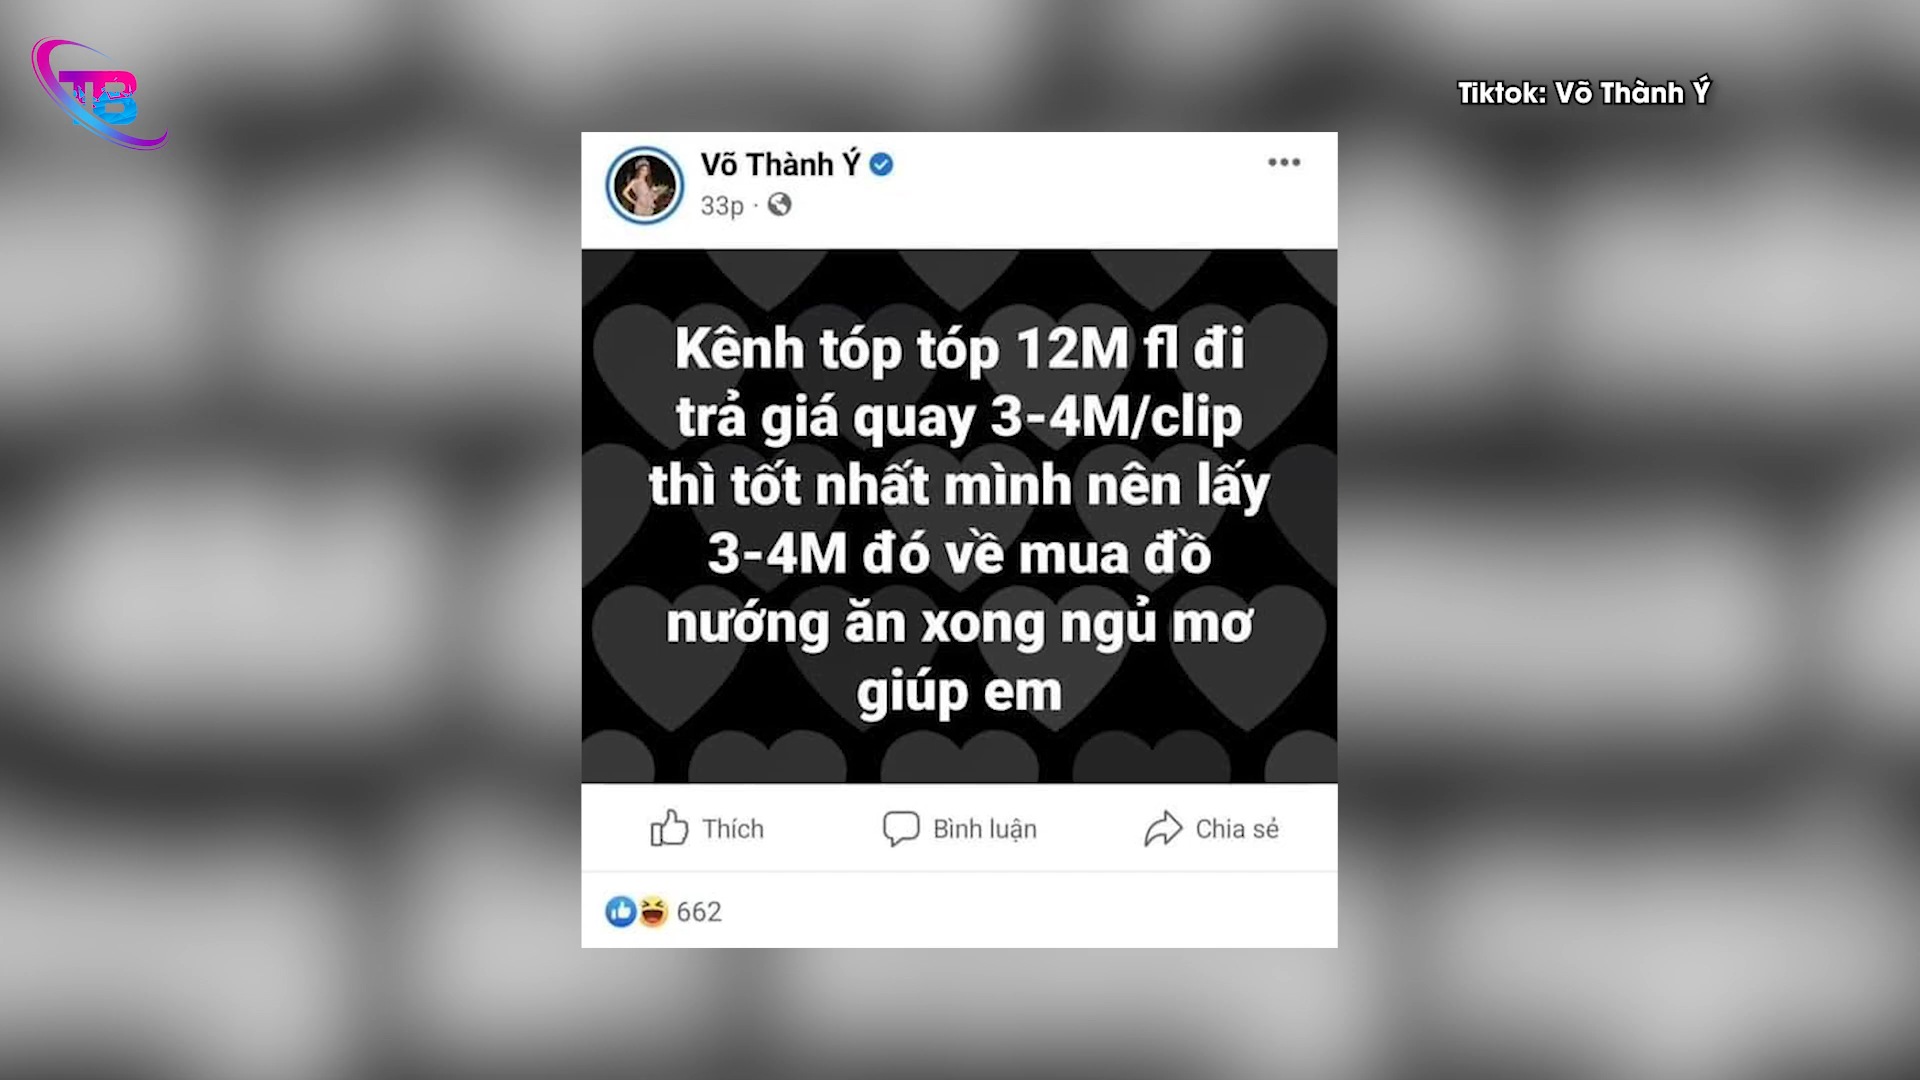 TB
Tiktok: Võ Thành Ý
Võ Thành Ý
33p ·
Kênh tóp tóp 12M fl đi
trả giá quay 3-4M/clip
thì tốt nhất mình nên lấy
3-4M đó về mua đồ
nướng ăn xong ngủ mơ
giúp em
Thích
Bình luận
Chia sẻ
662